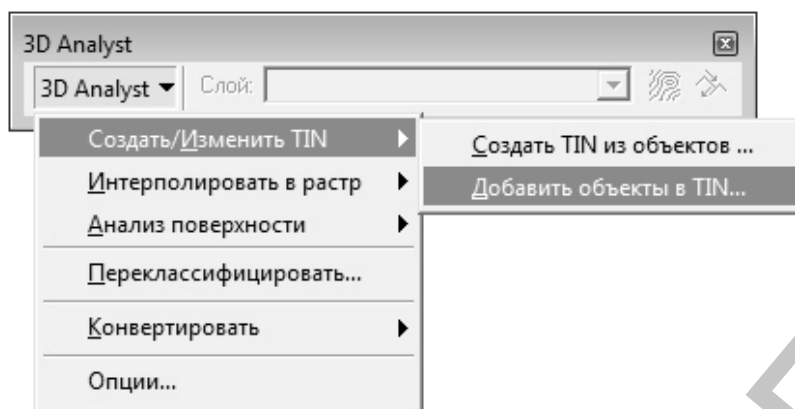 3D Analyst
3D Analyst Слой:
Создать/Изменить TIN
Создать TIN из объектов ...
Интерполировать в растр
Добавить объекты в TIN...
Анализ поверхности
Переклассифицировать...
Конвертировать
Опции...